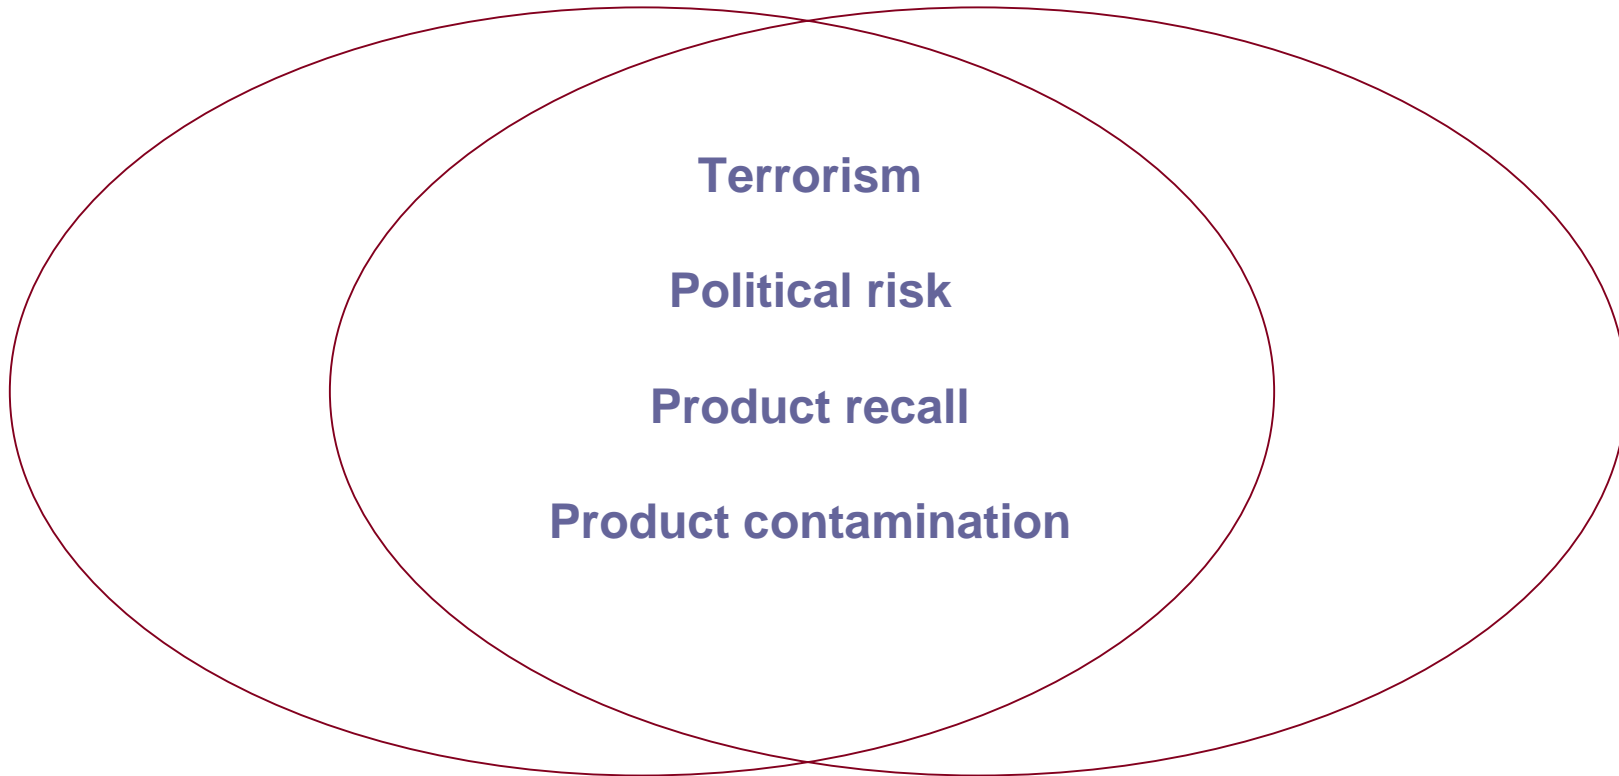 Terrorism
Political risk
Product recall
Product contamination